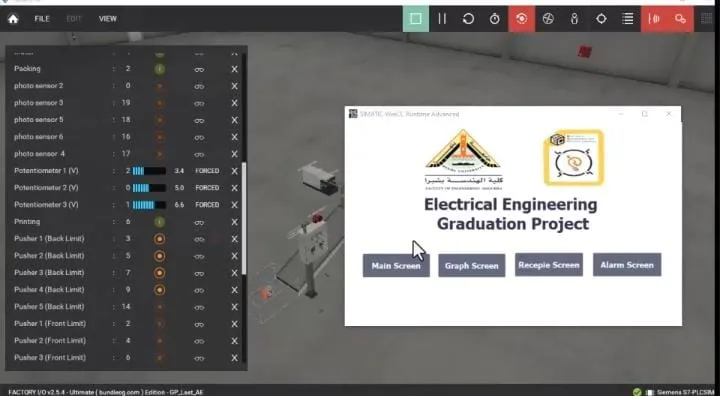 FILE
EDIT
VIEW
Packing : 2
photo sensor 2 : 0
photo sensor 3 : 19
photo sensor 5 : 18
photo sensor 6 : 16
photo sensor 4 : 17
Potentiometer 1 (V) : 2 3.4 FORCED
Potentiometer 2 (V) : 0 5.0 FORCED
Potentiometer 3 (V) : 1 6.6 FORCED
Printing : 6
Pusher 1 (Back Limit) : 3
Pusher 2 (Back Limit) : 5
Pusher 3 (Back Limit) : 7
Pusher 4 (Back Limit) : 9
Pusher 5 (Back Limit) : 14
Pusher 1 (Front Limit) : 2
Pusher 2 (Front Limit) : 4
Pusher 3 (Front Limit) : 6
SIMATIC WinCC Runtime Advanced
كلية الهندسة بشبرا
Electrical Engineering
Graduation Project
Main Screen
Graph Screen
Recepie Screen
Alarm Screen
FACTORY I/O v2.5.4 - Ultimate ( bundleog.com ) Edition - GP_Last_AE
Siemens S7-PLCSIM